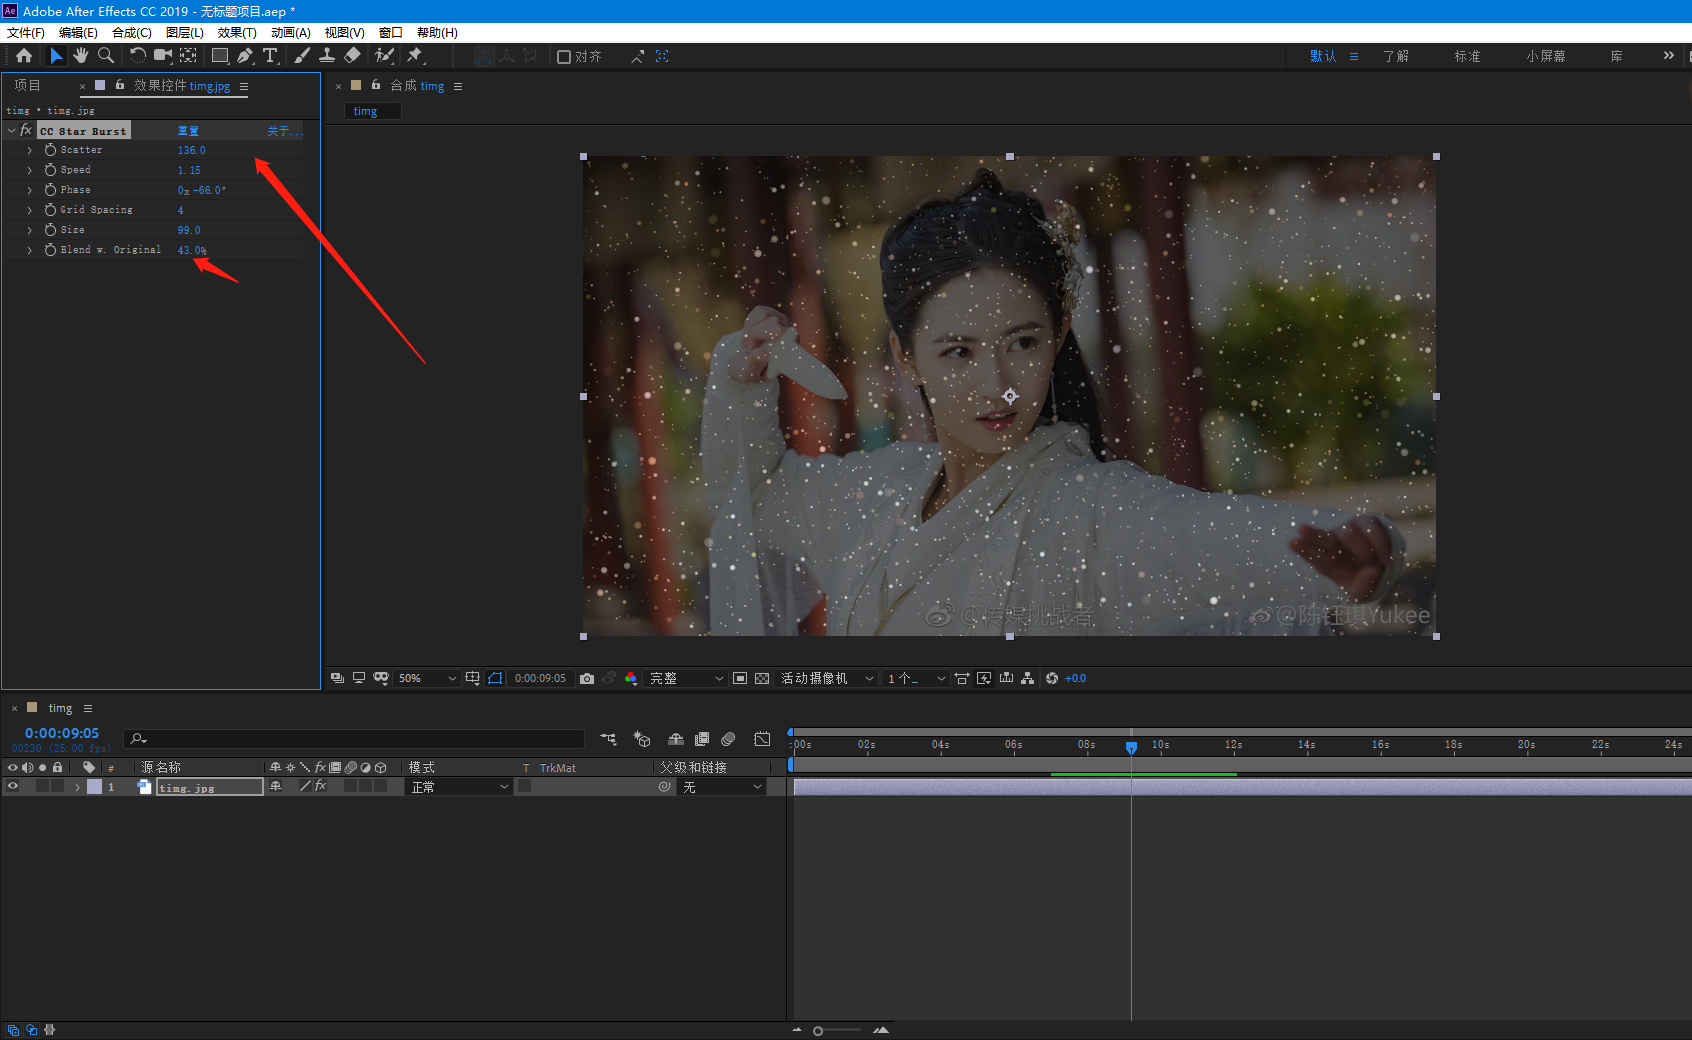 Ae Adobe After Effects CC 2019 - 无标题项目.aep *
文件(F) 编辑(E) 合成(C) 图层(L) 效果(T) 动画(A) 视图(V) 窗口 帮助(H)
对齐 默认 了解 标准 小屏幕 库 »
项目 × 效果控件 timg.jpg
× 合成 timg
timg • timg.jpg
timg
fx CC Star Burst 重置 关于...
Scatter 136.0
Speed 1.15
Phase 0x -66.0°
Grid Spacing 4
Size 99.0
Blend w. Original 43.0%
@传媒挑战者
@陈钰琪Yukee
50% 0:00:09:05 完整 活动摄像机 1 个... +0.0
× timg
0:00:09:05
00230 (25.00 fps)
:00s 02s 04s 06s 08s 10s 12s 14s 16s 18s 20s 22s 24s
# 源名称 fx 模式 T TrkMat 父级和链接
1 timg.jpg fx 正常 无